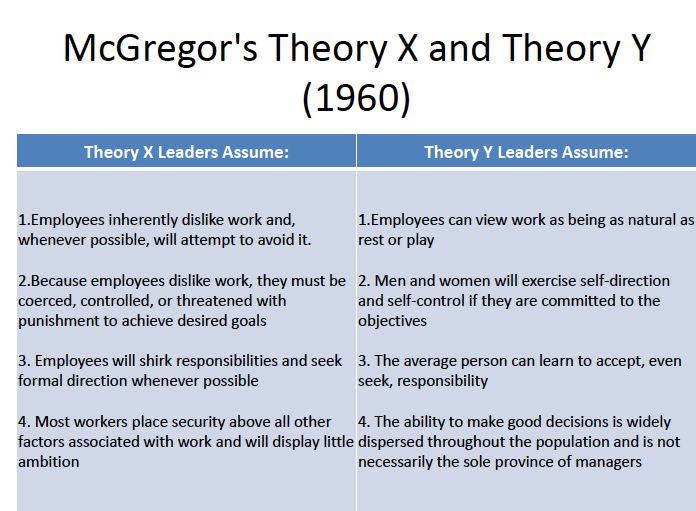 McGregor's Theory X and Theory Y
(1960)
Theory X Leaders Assume:
Theory Y Leaders Assume:
1.Employees inherently dislike work and,
whenever possible, will attempt to avoid it.
2.Because employees dislike work, they must be
coerced, controlled, or threatened with
punishment to achieve desired goals
3. Employees will shirk responsibilities and seek
formal direction whenever possible
4. Most workers place security above all other
factors associated with work and will display little
ambition
1.Employees can view work as being as natural as
rest or play
2. Men and women will exercise self-direction
and self-control if they are committed to the
objectives
3. The average person can learn to accept, even
seek, responsibility
4. The ability to make good decisions is widely
dispersed throughout the population and is not
necessarily the sole province of managers